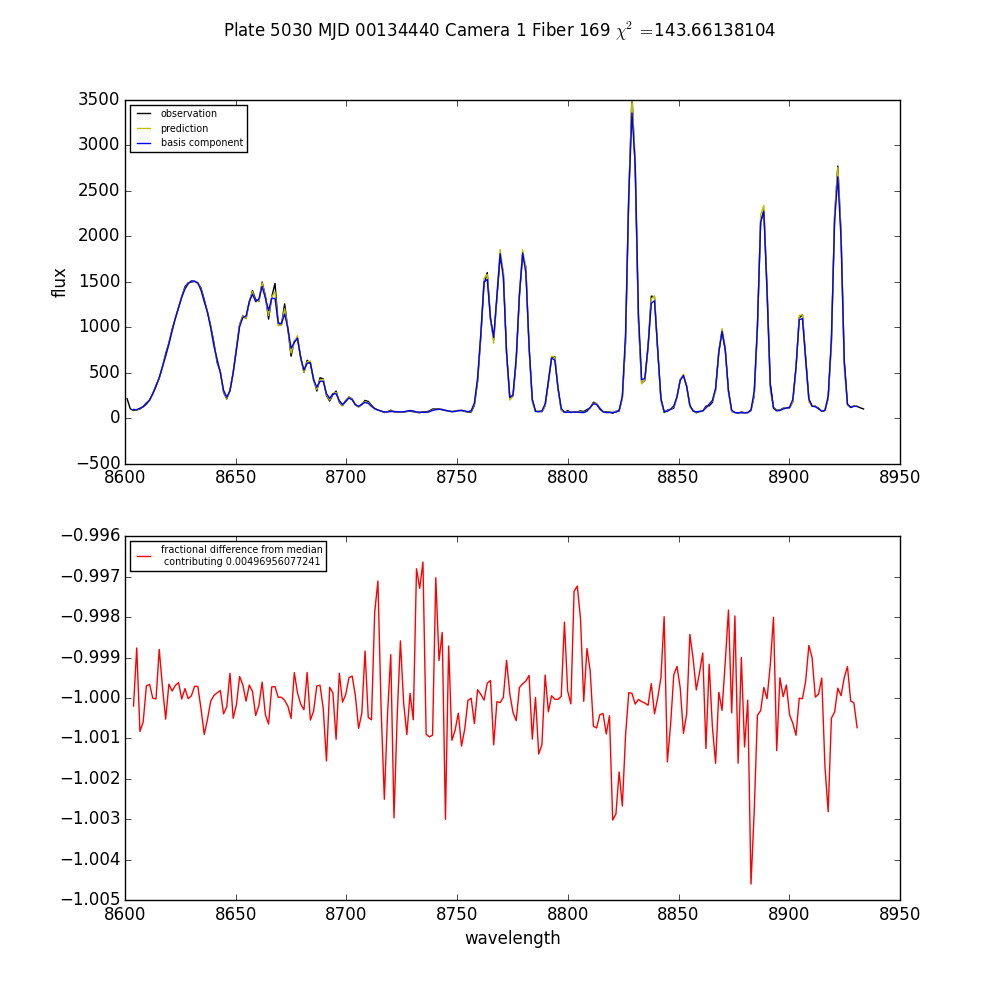 Plate 5030 MJD 00134440 Camera 1 Fiber 169 χ² =143.66138104
3500
3000
2500
2000
1500
1000
500
0
−500
flux
observation
prediction
basis component
8600 8650 8700 8750 8800 8850 8900 8950
−0.996
−0.997
−0.998
−0.999
−1.000
−1.001
−1.002
−1.003
−1.004
−1.005
fractional difference from median
contributing 0.00496956077241
8600 8650 8700 8750 8800 8850 8900 8950
wavelength